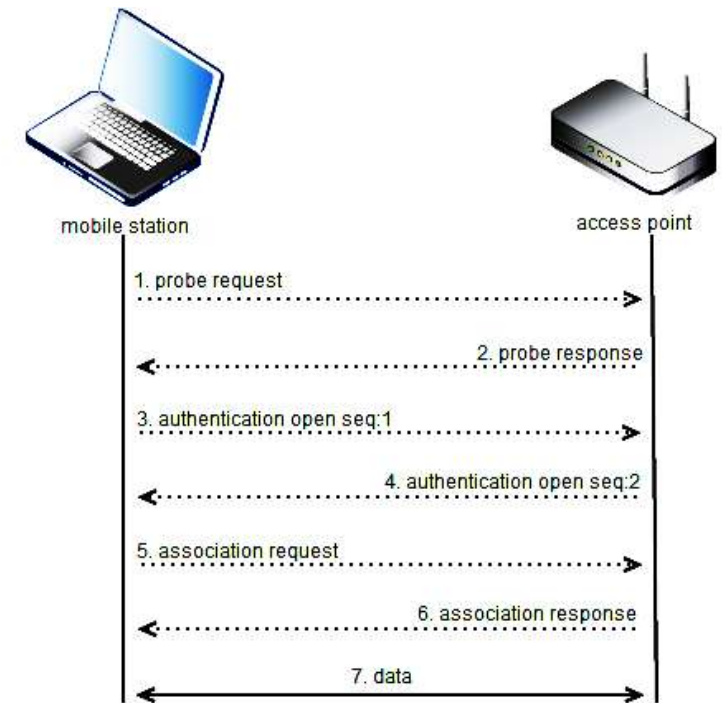 mobile station
access point
1. probe request
2. probe response
3. authentication open seq:1
4. authentication open seq:2
5. association request
6. association response
7. data